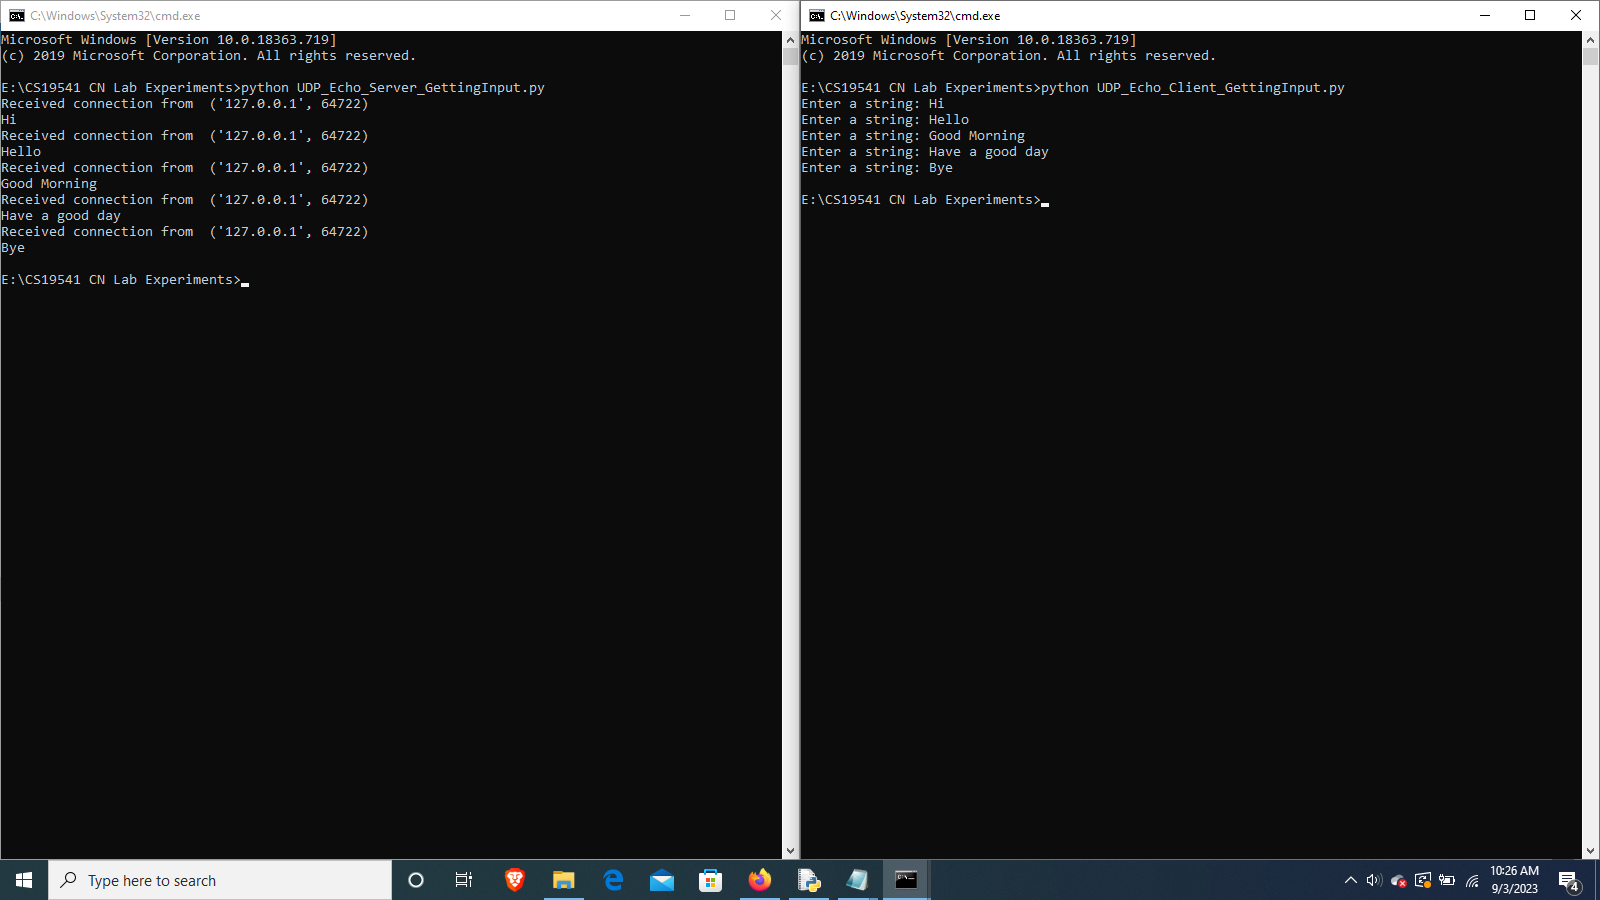 C:\Windows\System32\cmd.exe
Microsoft Windows [Version 10.0.18363.719]
(c) 2019 Microsoft Corporation. All rights reserved.
E:\CS19541 CN Lab Experiments>python UDP_Echo_Server_GettingInput.py
Received connection from  ('127.0.0.1', 64722)
Hi
Received connection from  ('127.0.0.1', 64722)
Hello
Received connection from  ('127.0.0.1', 64722)
Good Morning
Received connection from  ('127.0.0.1', 64722)
Have a good day
Received connection from  ('127.0.0.1', 64722)
Bye
E:\CS19541 CN Lab Experiments>
C:\Windows\System32\cmd.exe
Microsoft Windows [Version 10.0.18363.719]
(c) 2019 Microsoft Corporation. All rights reserved.
E:\CS19541 CN Lab Experiments>python UDP_Echo_Client_GettingInput.py
Enter a string: Hi
Enter a string: Hello
Enter a string: Good Morning
Enter a string: Have a good day
Enter a string: Bye
E:\CS19541 CN Lab Experiments>
Type here to search
10:26 AM
9/3/2023
4